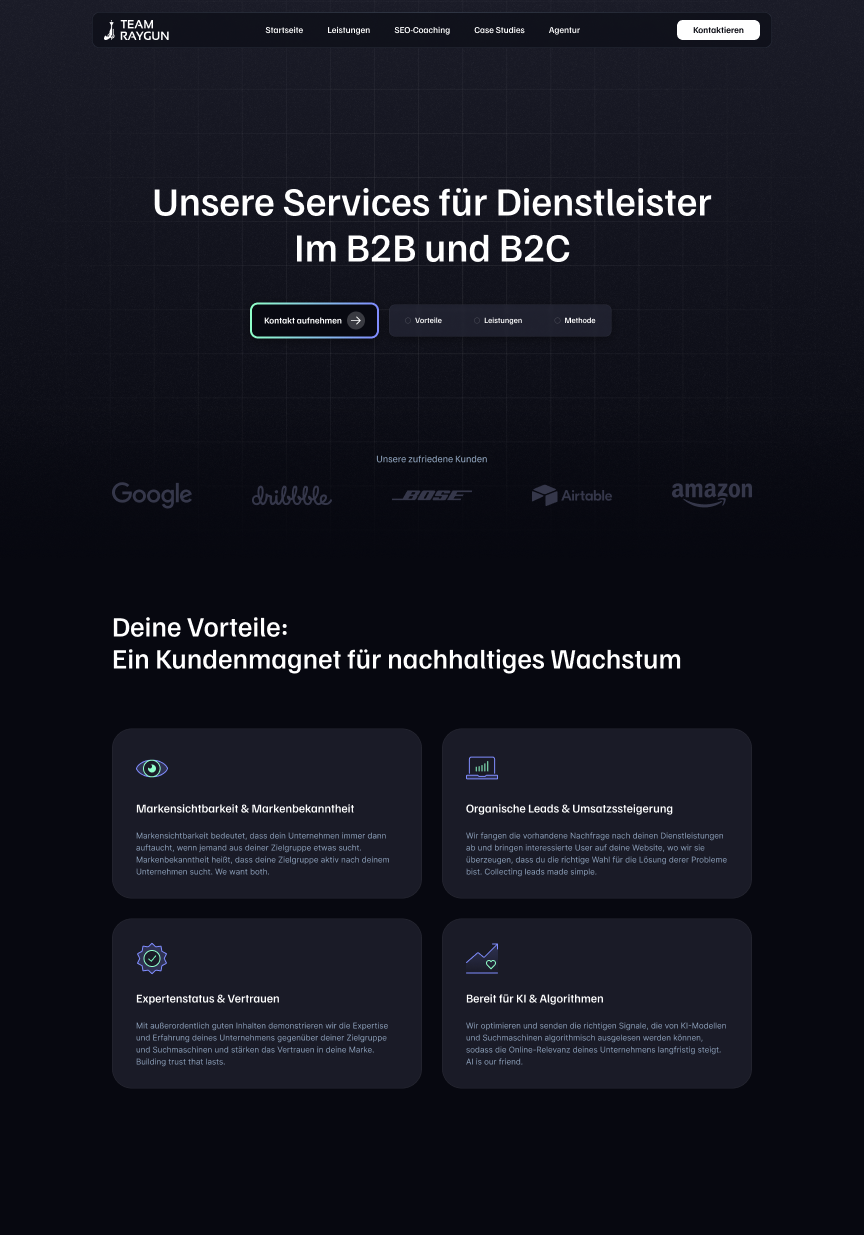 TEAM
RAYGUN
Startseite Leistungen SEO-Coaching Case Studies Agentur
Kontaktieren
Unsere Services für Dienstleister
Im B2B und B2C
Kontakt aufnehmen
Vorteile Leistungen Methode
Unsere zufriedene Kunden
Google dribbble BOSE Airtable amazon
Deine Vorteile:
Ein Kundenmagnet für nachhaltiges Wachstum
Markensichtbarkeit & Markenbekanntheit
Markensichtbarkeit bedeutet, dass dein Unternehmen immer dann
auftaucht, wenn jemand aus deiner Zielgruppe etwas sucht.
Markenbekanntheit heißt, dass deine Zielgruppe aktiv nach deinem
Unternehmen sucht. We want both.
Organische Leads & Umsatzssteigerung
Wir fangen die vorhandene Nachfrage nach deinen Dienstleistungen
ab und bringen interessierte User auf deine Website, wo wir sie
überzeugen, dass du die richtige Wahl für die Lösung derer Probleme
bist. Collecting leads made simple.
Expertenstatus & Vertrauen
Mit außerordentlich guten Inhalten demonstrieren wir die Expertise
und Erfahrung deines Unternehmens gegenüber deiner Zielgruppe
und Suchmaschinen und stärken das Vertrauen in deine Marke.
Building trust that lasts.
Bereit für KI & Algorithmen
Wir optimieren und senden die richtigen Signale, die von KI-Modellen
und Suchmaschinen algorithmisch ausgelesen werden können,
sodass die Online-Relevanz deines Unternehmens langfristig steigt.
AI is our friend.